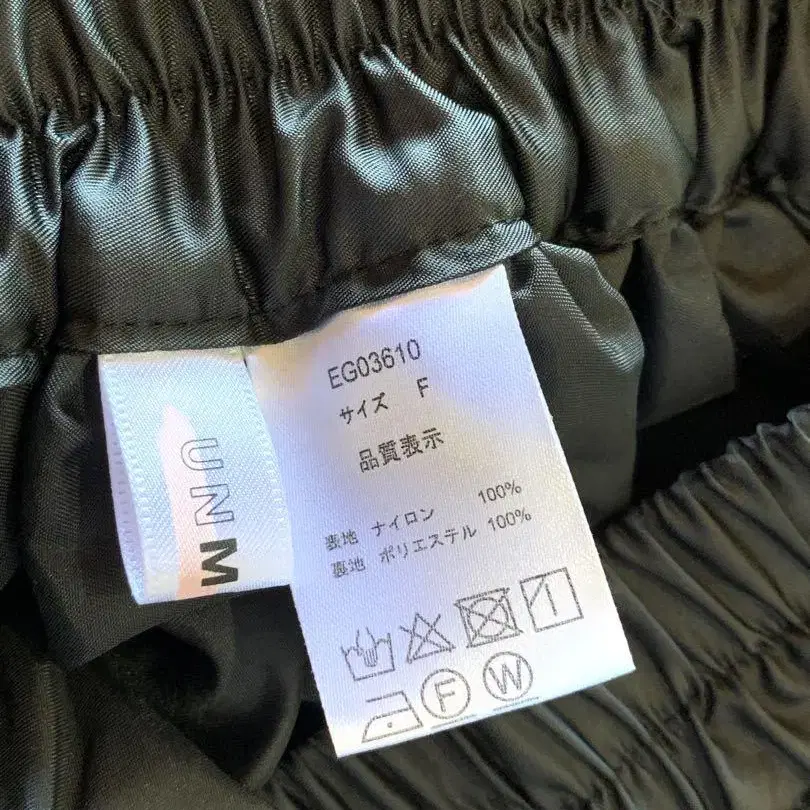 EG03610
サイズ F
品質表示
表地 ナイロン 100%
裏地 ポリエステル 100%
F W
UNM